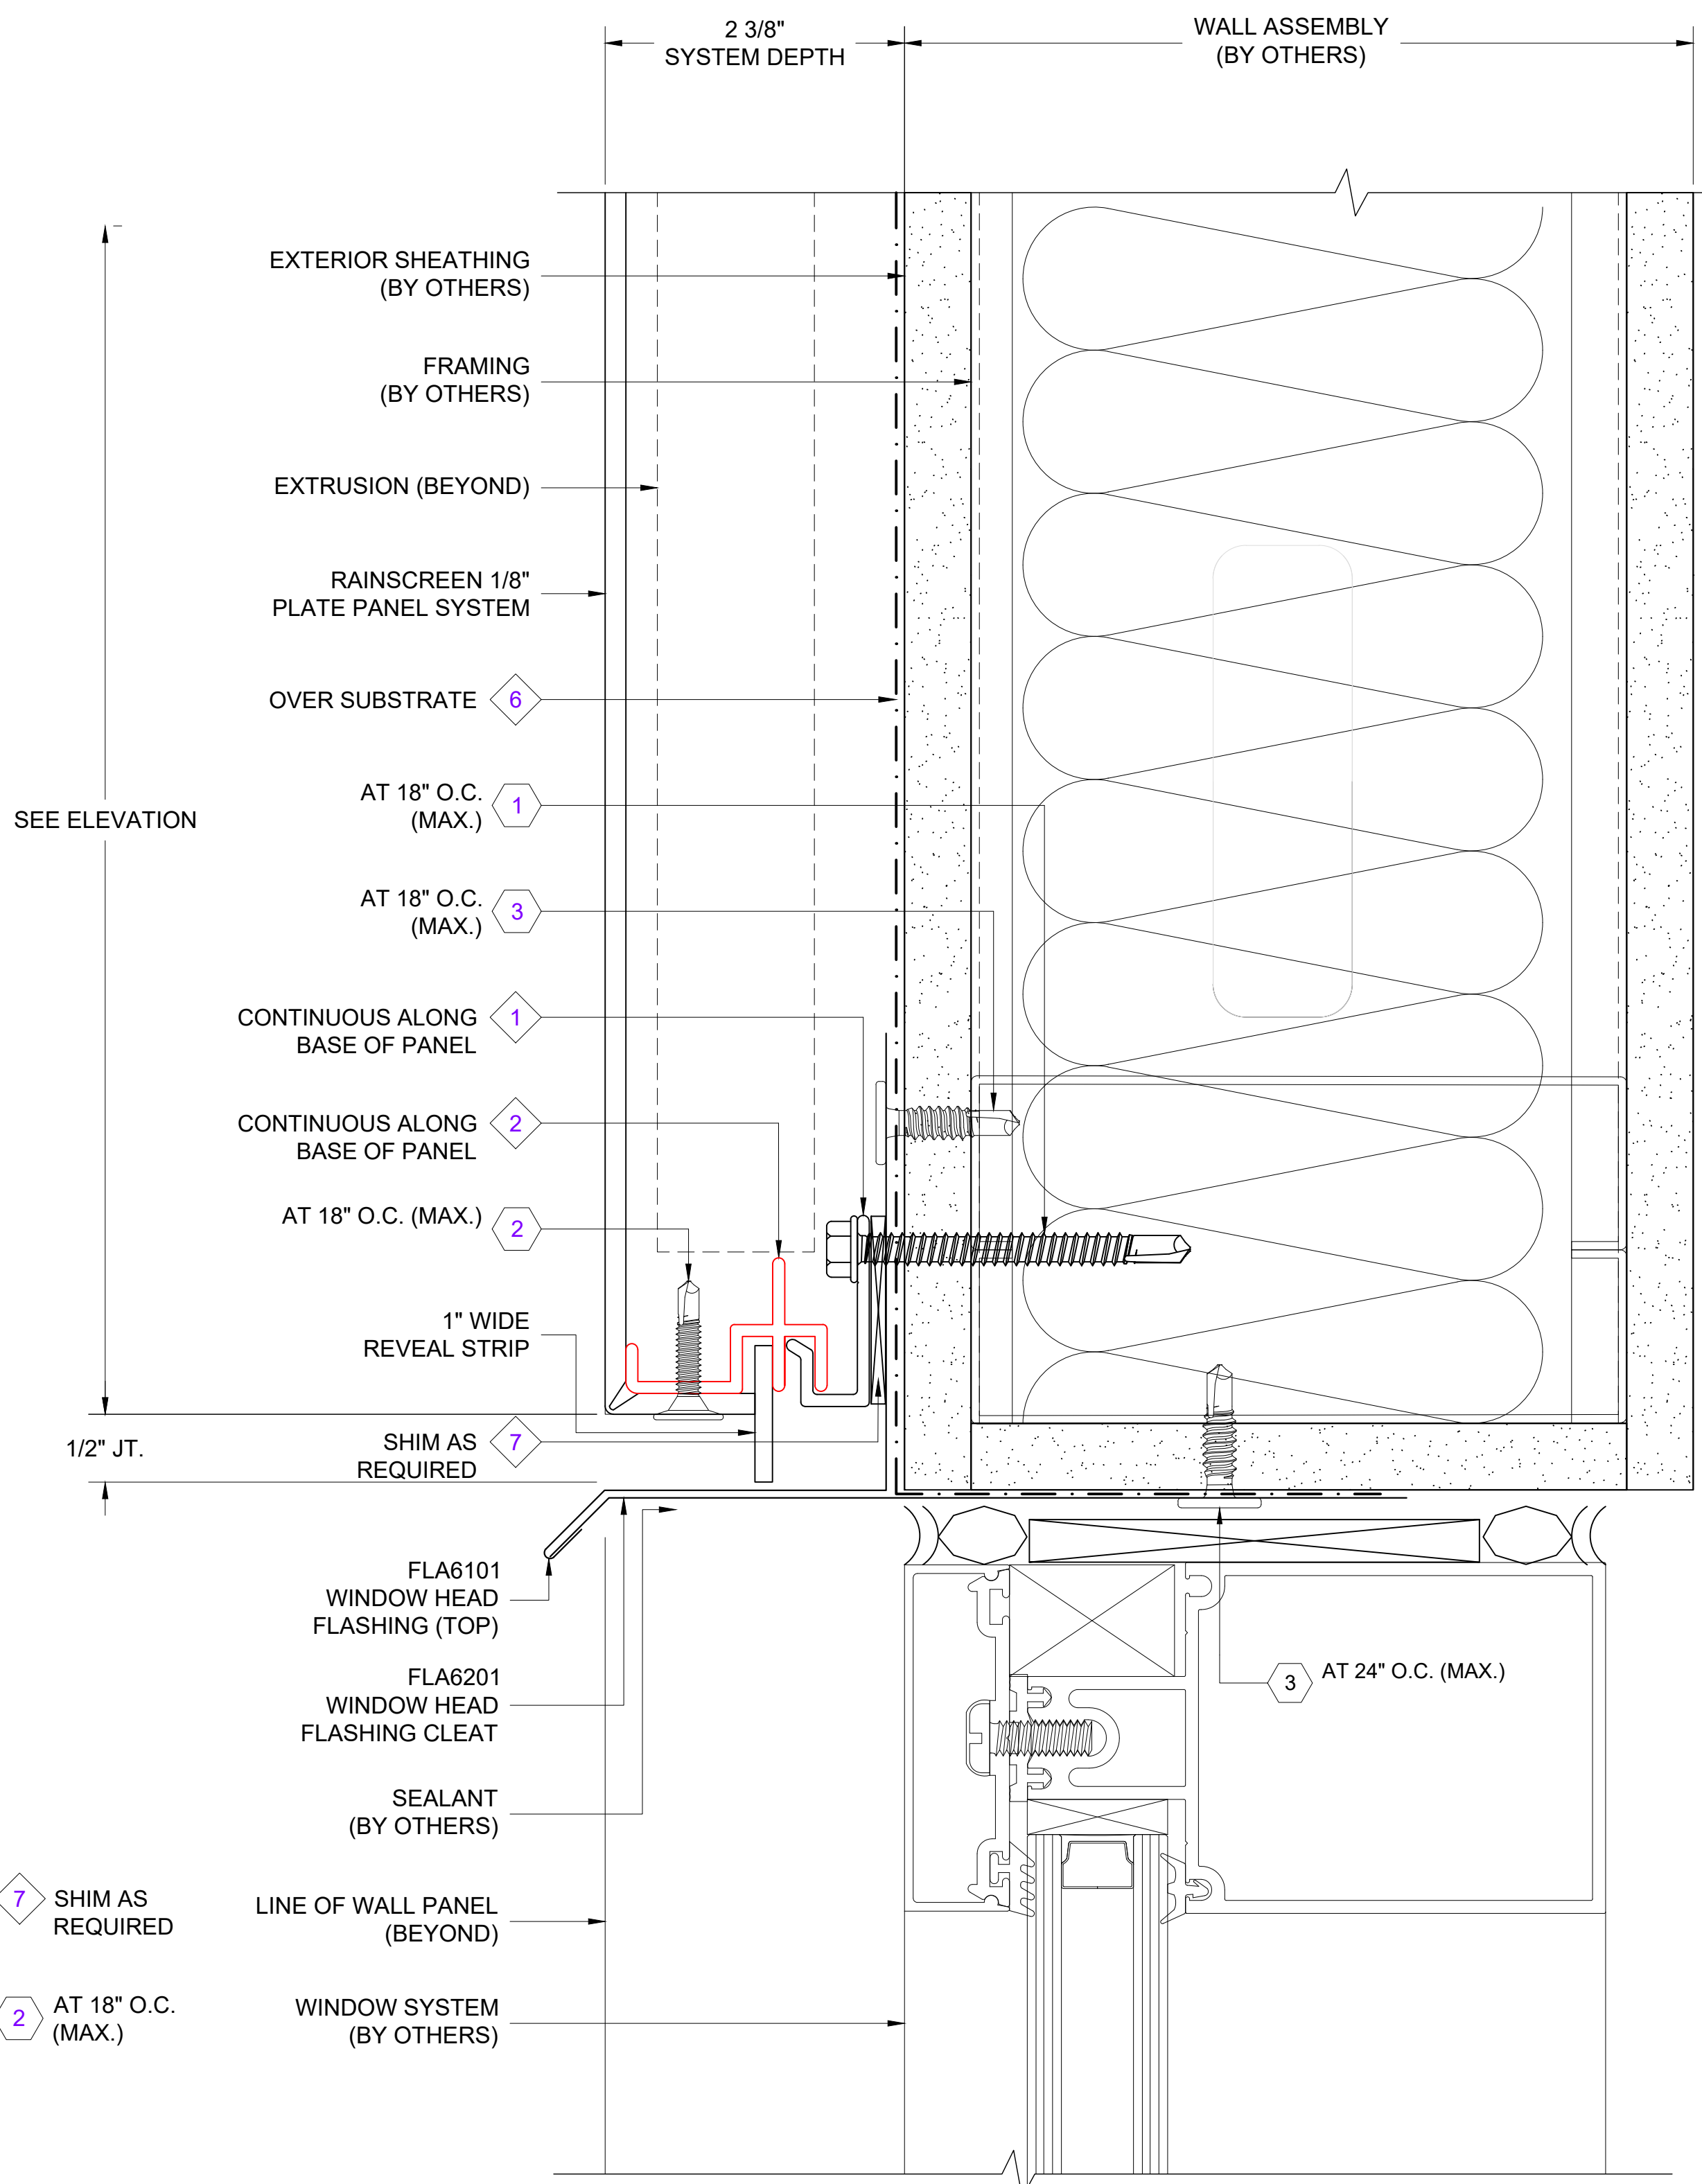 2 3/8"
SYSTEM DEPTH
WALL ASSEMBLY
(BY OTHERS)
EXTERIOR SHEATHING
(BY OTHERS)
FRAMING
(BY OTHERS)
EXTRUSION (BEYOND)
RAINSCREEN 1/8"
PLATE PANEL SYSTEM
OVER SUBSTRATE 6
AT 18" O.C.
(MAX.) 1
SEE ELEVATION
AT 18" O.C.
(MAX.) 3
CONTINUOUS ALONG
BASE OF PANEL 1
CONTINUOUS ALONG
BASE OF PANEL 2
AT 18" O.C. (MAX.) 2
1" WIDE
REVEAL STRIP
1/2" JT.
SHIM AS
REQUIRED 7
FLA6101
WINDOW HEAD
FLASHING (TOP)
FLA6201
WINDOW HEAD
FLASHING CLEAT
3 AT 24" O.C. (MAX.)
SEALANT
(BY OTHERS)
7 SHIM AS
REQUIRED
LINE OF WALL PANEL
(BEYOND)
2 AT 18" O.C.
(MAX.)
WINDOW SYSTEM
(BY OTHERS)